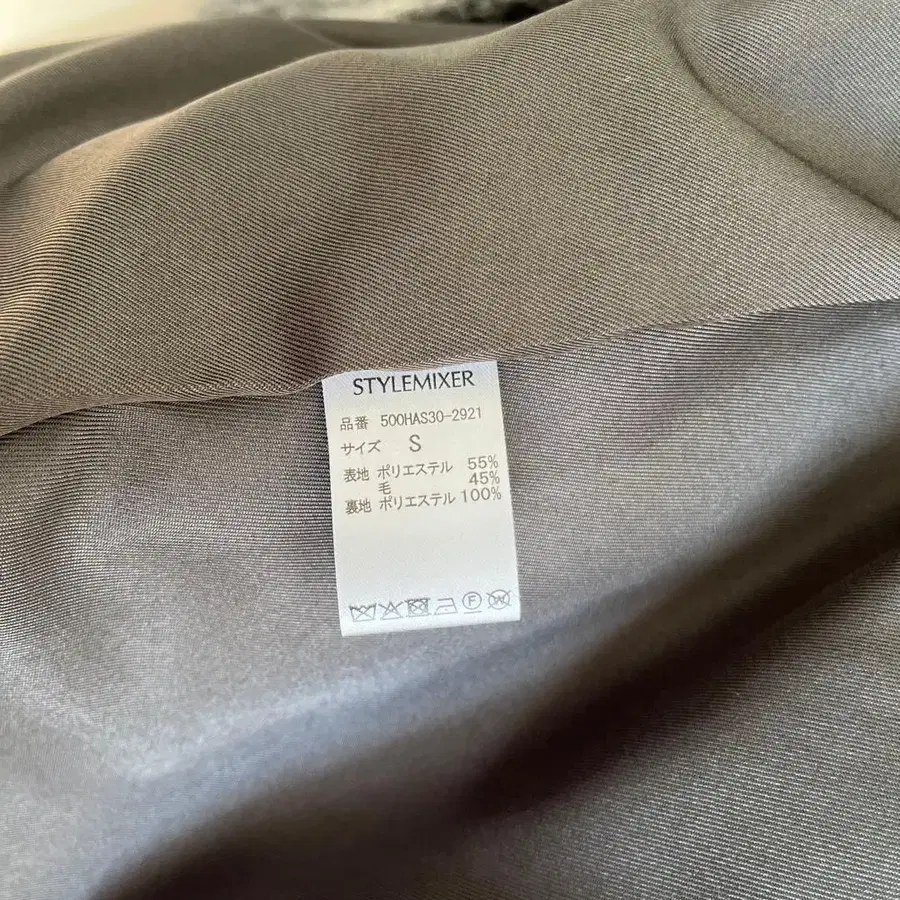 STYLEMIXER
品番 500HAS30-2921
サイズ S
表地 ポリエステル 55%
毛 45%
裏地 ポリエステル 100%